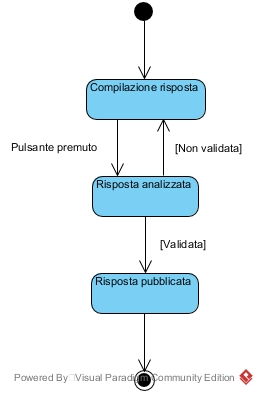 Compilazione risposta
Pulsante premuto
[Non validata]
Risposta analizzata
[Validata]
Risposta pubblicata
Powered By Visual Paradigm Community Edition